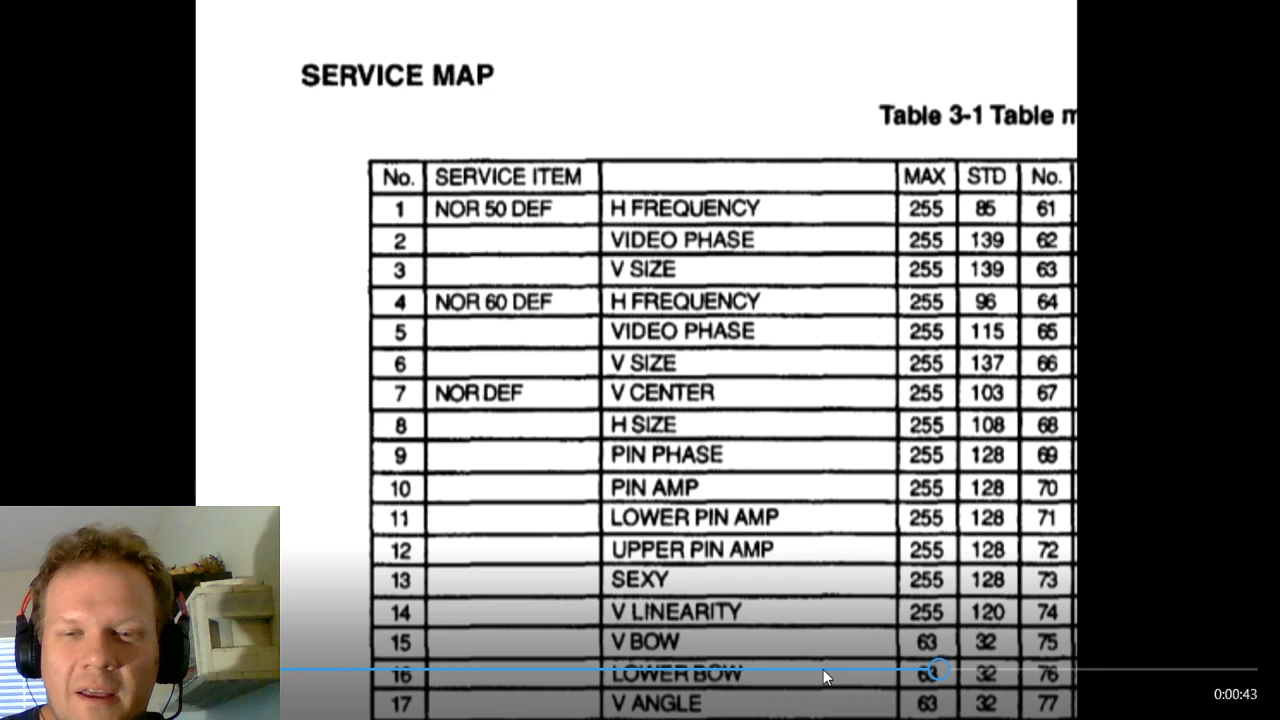 SERVICE MAP
Table 3-1 Table m
No. SERVICE ITEM MAX STD No.
1 NOR 50 DEF H FREQUENCY 255 85 61
2 VIDEO PHASE 255 139 62
3 V SIZE 255 139 63
4 NOR 60 DEF H FREQUENCY 255 96 64
5 VIDEO PHASE 255 115 65
6 V SIZE 255 137 66
7 NOR DEF V CENTER 255 103 67
8 H SIZE 255 108 68
9 PIN PHASE 255 128 69
10 PIN AMP 255 128 70
11 LOWER PIN AMP 255 128 71
12 UPPER PIN AMP 255 128 72
13 SEXY 255 128 73
14 V LINEARITY 255 120 74
15 V BOW 63 32 75
16 LOWER BOW 63 32 76
17 V ANGLE 63 32 77
0:00:43